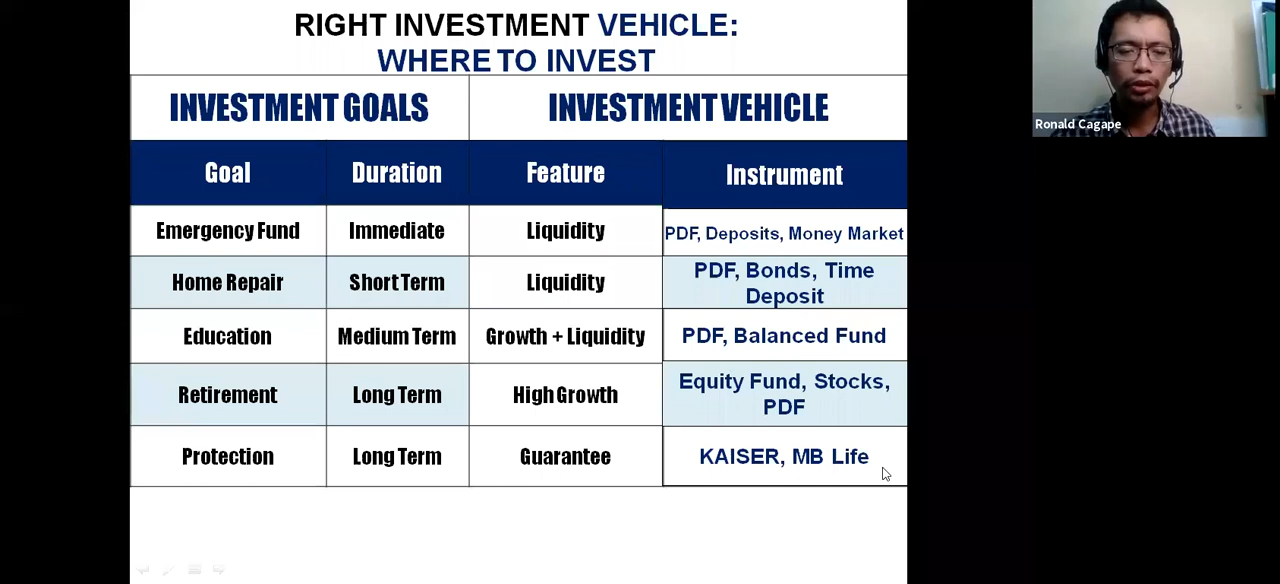 RIGHT INVESTMENT VEHICLE:
WHERE TO INVEST
INVESTMENT GOALS
INVESTMENT VEHICLE
Goal
Duration
Feature
Instrument
Emergency Fund
Immediate
Liquidity
PDF, Deposits, Money Market
Home Repair
Short Term
Liquidity
PDF, Bonds, Time
Deposit
Education
Medium Term
Growth + Liquidity
PDF, Balanced Fund
Retirement
Long Term
High Growth
Equity Fund, Stocks,
PDF
Protection
Long Term
Guarantee
KAISER, MB Life
Ronald Cagape